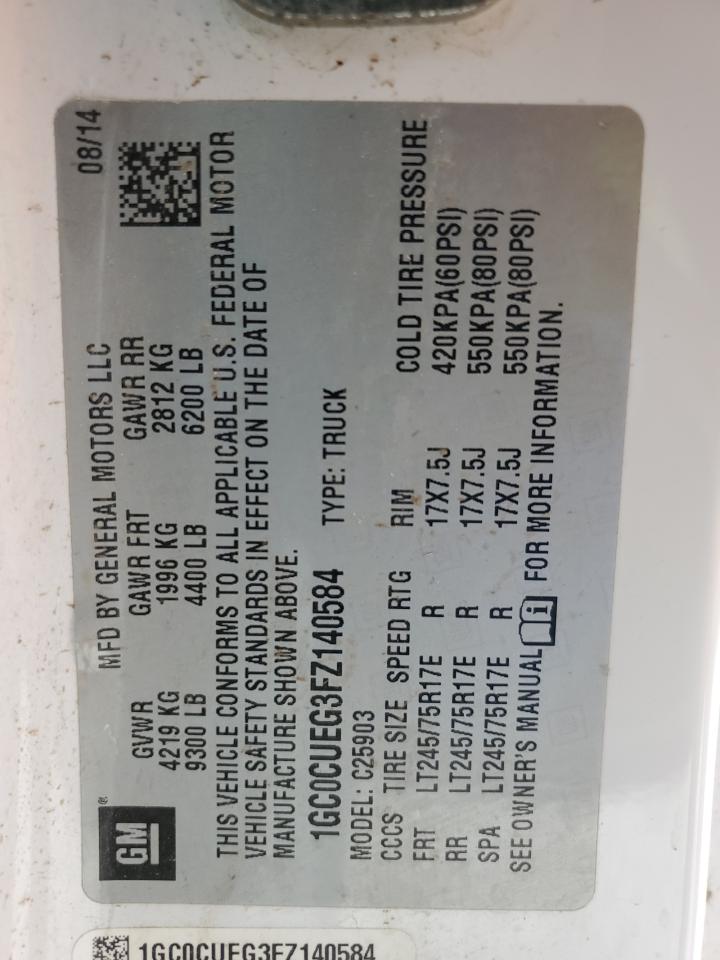 GM ®
MFD BY GENERAL MOTORS LLC 08/14
GVWR GAWR FRT GAWR RR
4219 KG 1996 KG 2812 KG
9300 LB 4400 LB 6200 LB
THIS VEHICLE CONFORMS TO ALL APPLICABLE U.S. FEDERAL MOTOR
VEHICLE SAFETY STANDARDS IN EFFECT ON THE DATE OF
MANUFACTURE SHOWN ABOVE.
1GC0CUEG3FZ140584 TYPE: TRUCK
MODEL: C25903
CCCS TIRE SIZE SPEED RTG RIM COLD TIRE PRESSURE
FRT LT245/75R17E R 17X7.5J 420KPA(60PSI)
RR LT245/75R17E R 17X7.5J 550KPA(80PSI)
SPA LT245/75R17E R 17X7.5J 550KPA(80PSI)
SEE OWNER'S MANUAL i FOR MORE INFORMATION.
1GC0CUEG3FZ140584